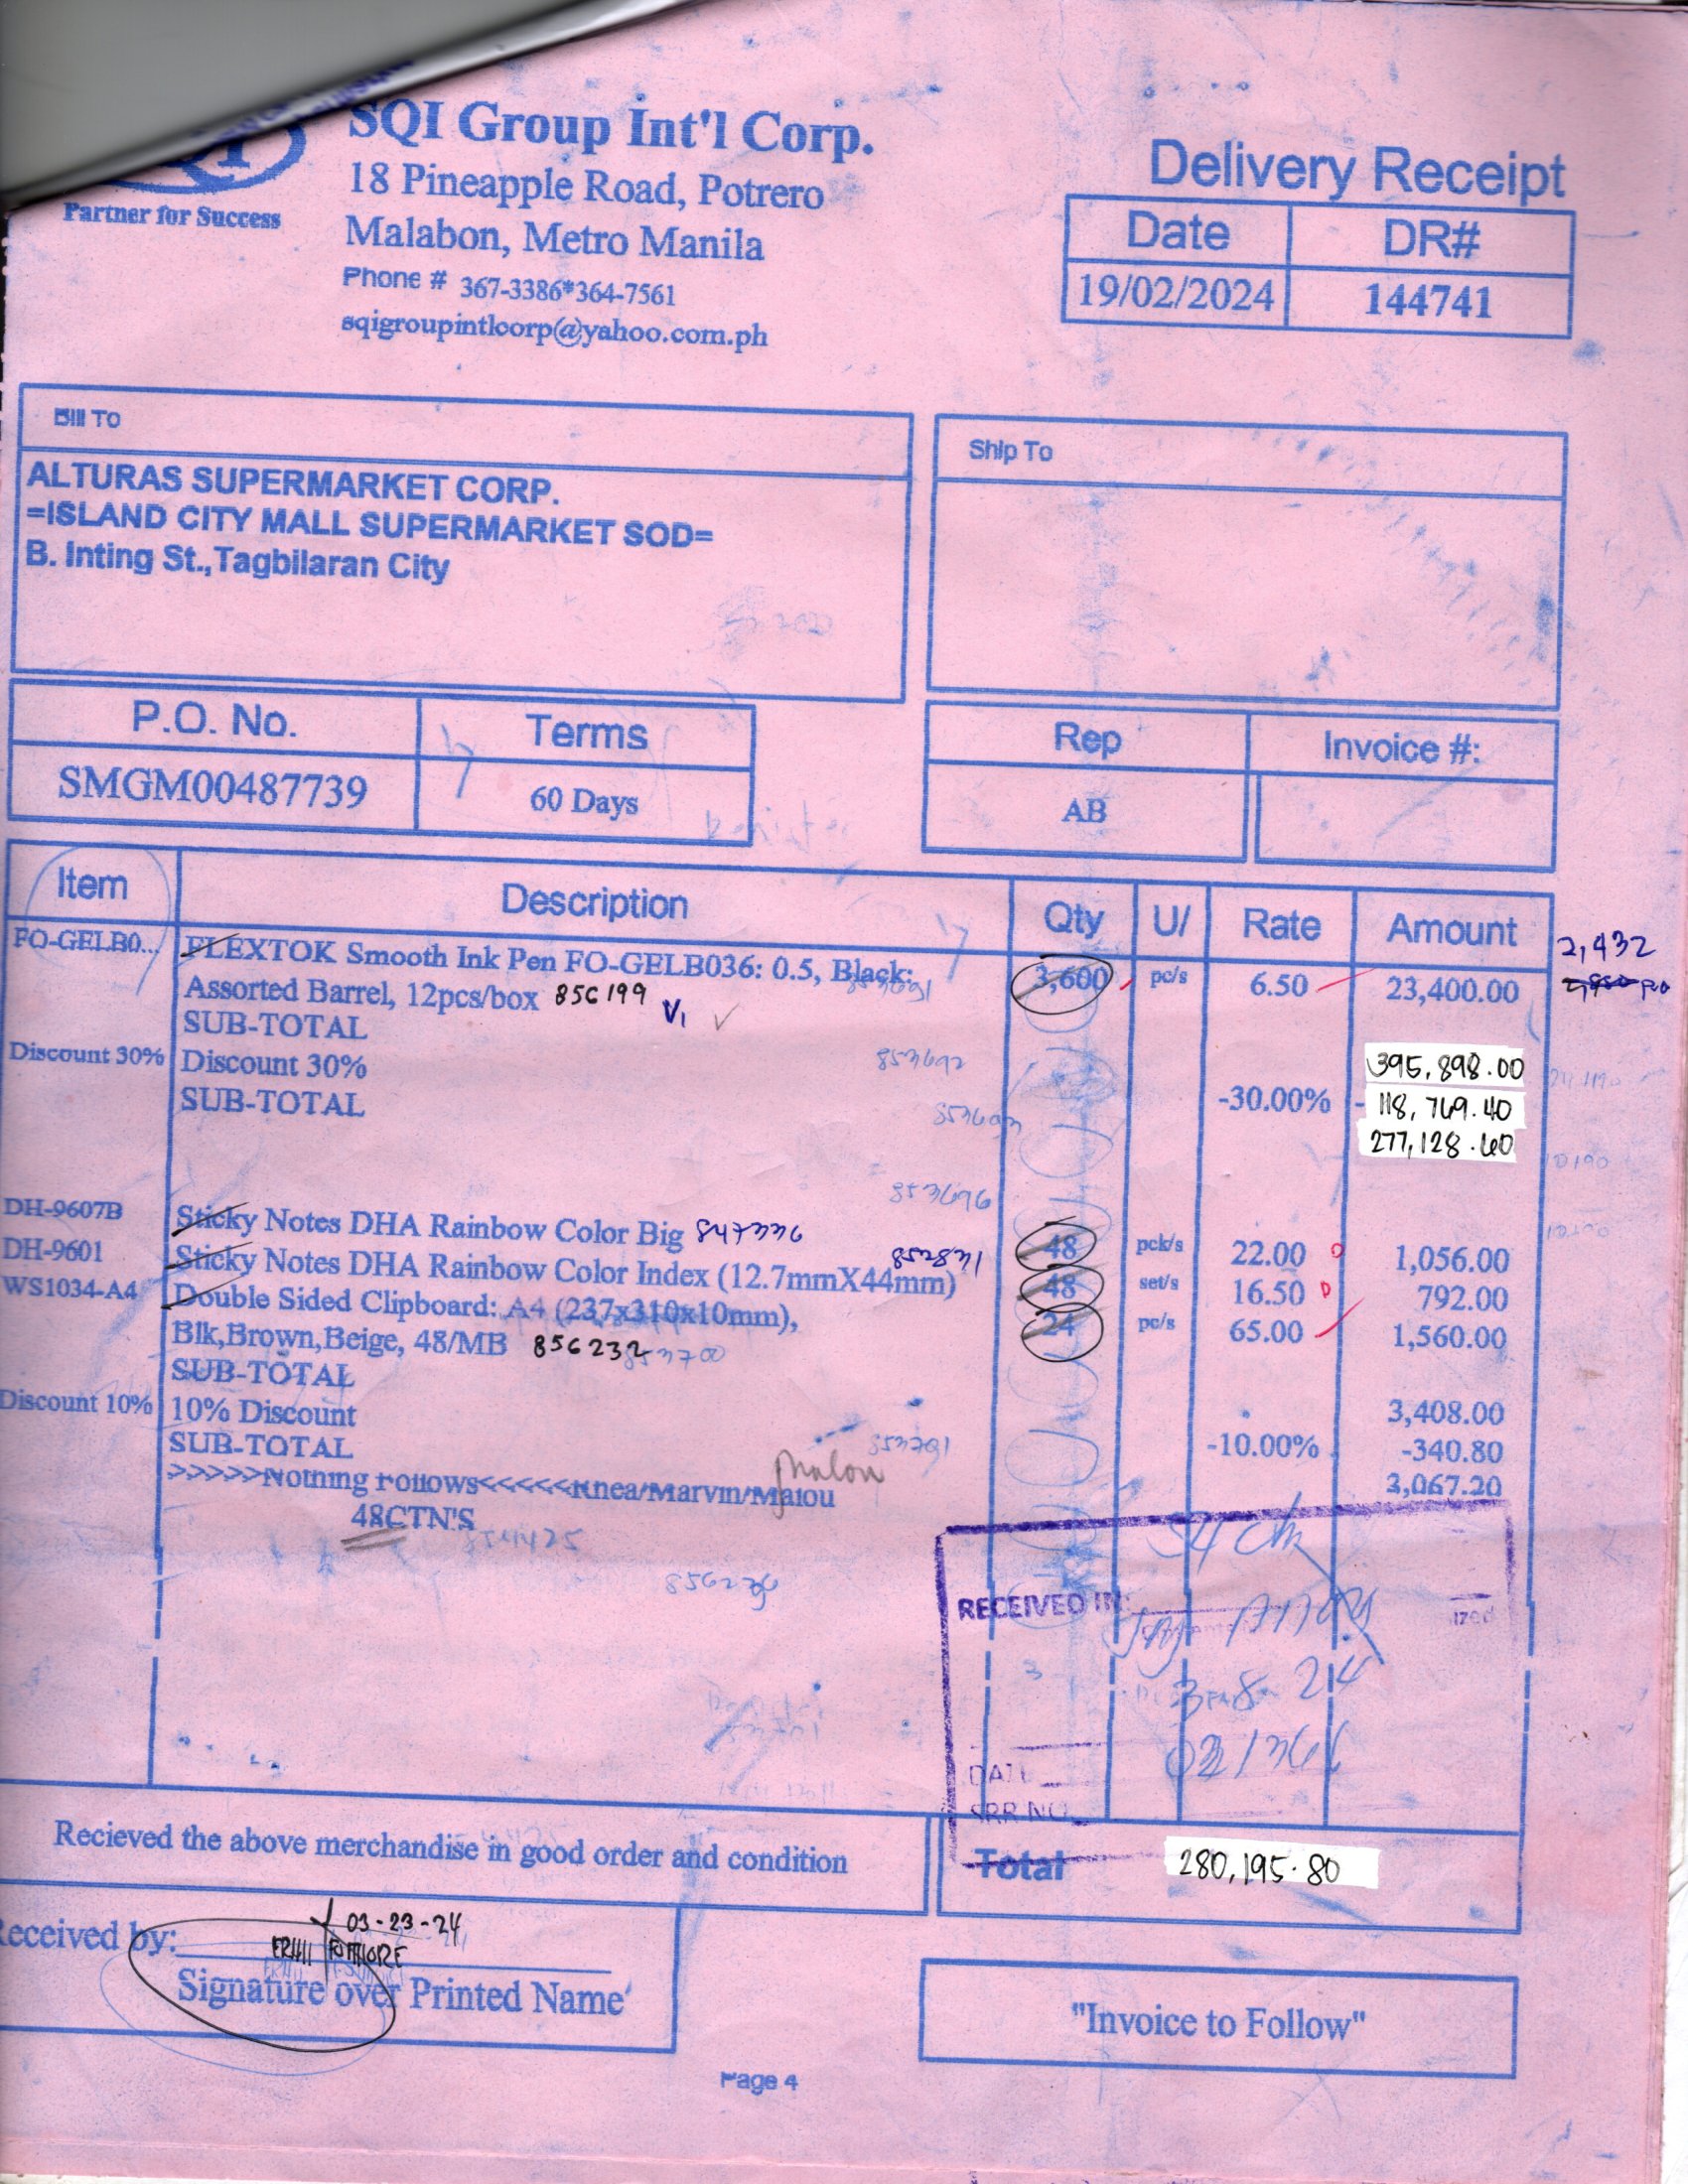 SQI Group Int'l Corp.
18 Pineapple Road, Potrero
Malabon, Metro Manila
Phone # 367-3386*364-7561
sqigroupintlcorp@yahoo.com.ph
Partner for Success
Delivery Receipt
Date DR#
19/02/2024 144741
Bill To
ALTURAS SUPERMARKET CORP.
=ISLAND CITY MALL SUPERMARKET SOD=
B. Inting St.,Tagbilaran City
Ship To
P.O. No. Terms
SMGM00487739 60 Days
Rep Invoice #:
AB
Item Description Qty U/ Rate Amount
2,432
FO-GELB0... FLEXTOK Smooth Ink Pen FO-GELB036: 0.5, Black; 3,600 pc/s 6.50 23,400.00
Assorted Barrel, 12pcs/box 856199
SUB-TOTAL 395,898.00
Discount 30% Discount 30% -30.00% -118,769.40
SUB-TOTAL 277,128.60
853692
853693
853696
DH-9607B Sticky Notes DHA Rainbow Color Big 847336 48 pck/s 22.00 1,056.00
DH-9601 Sticky Notes DHA Rainbow Color Index (12.7mmX44mm) 852831 48 set/s 16.50 792.00
WS1034-A4 Double Sided Clipboard: A4 (237x310x10mm), 24 pc/s 65.00 1,560.00
Blk,Brown,Beige, 48/MB 856232
853700
SUB-TOTAL 3,408.00
Discount 10% 10% Discount -10.00% -340.80
SUB-TOTAL 3,067.20
>>>>>Nothing Follows<<<<<Rhea/Marvin/Malou
48CTN'S
RECEIVED IN:
3-8-24
DATE
SRR NO.
Recieved the above merchandise in good order and condition
Total 280,195.80
Received by:
03-23-24
Signature over Printed Name
"Invoice to Follow"
Page 4